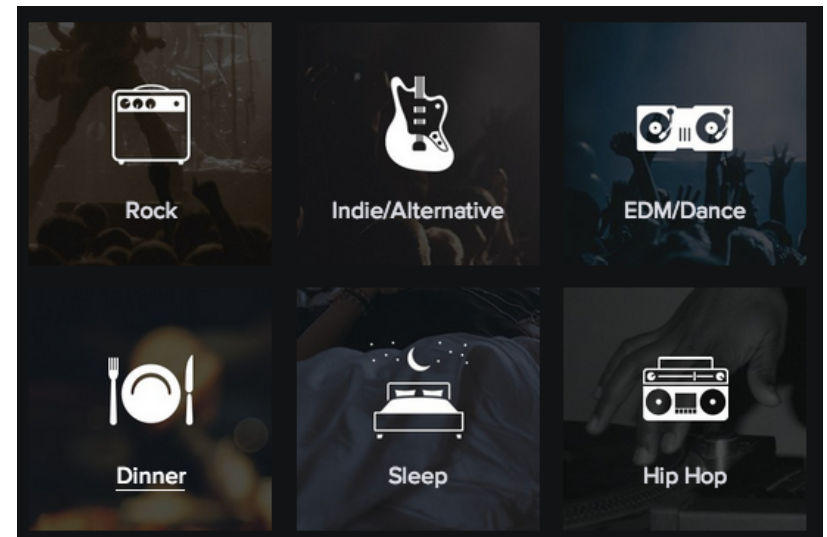 Rock
Indie/Alternative
EDM/Dance
Dinner
Sleep
Hip Hop